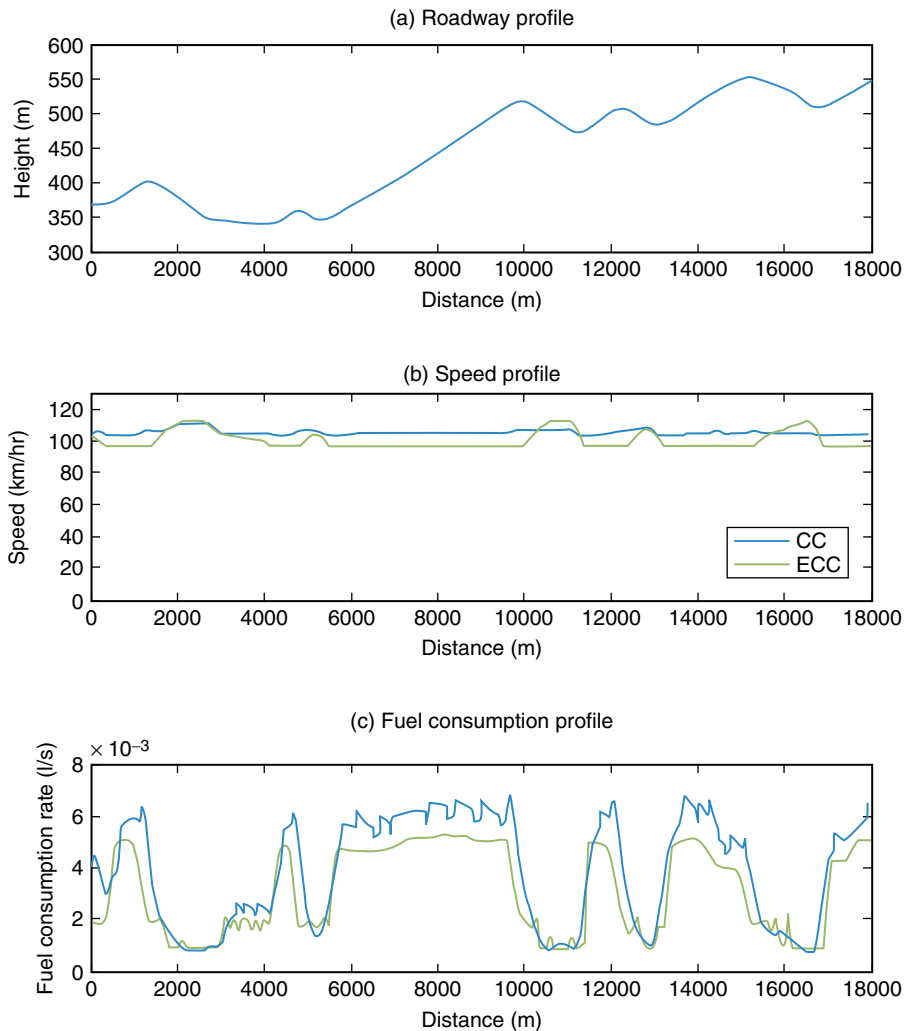 (a) Roadway profile
600
550
500
450
400
350
300
Height (m)
0 2000 4000 6000 8000 10000 12000 14000 16000 18000
Distance (m)
(b) Speed profile
120
100
80
60
40
20
0
Speed (km/hr)
CC
ECC
0 2000 4000 6000 8000 10000 12000 14000 16000 18000
Distance (m)
(c) Fuel consumption profile
× 10⁻³
8
6
4
2
0
Fuel consumption rate (l/s)
0 2000 4000 6000 8000 10000 12000 14000 16000 18000
Distance (m)